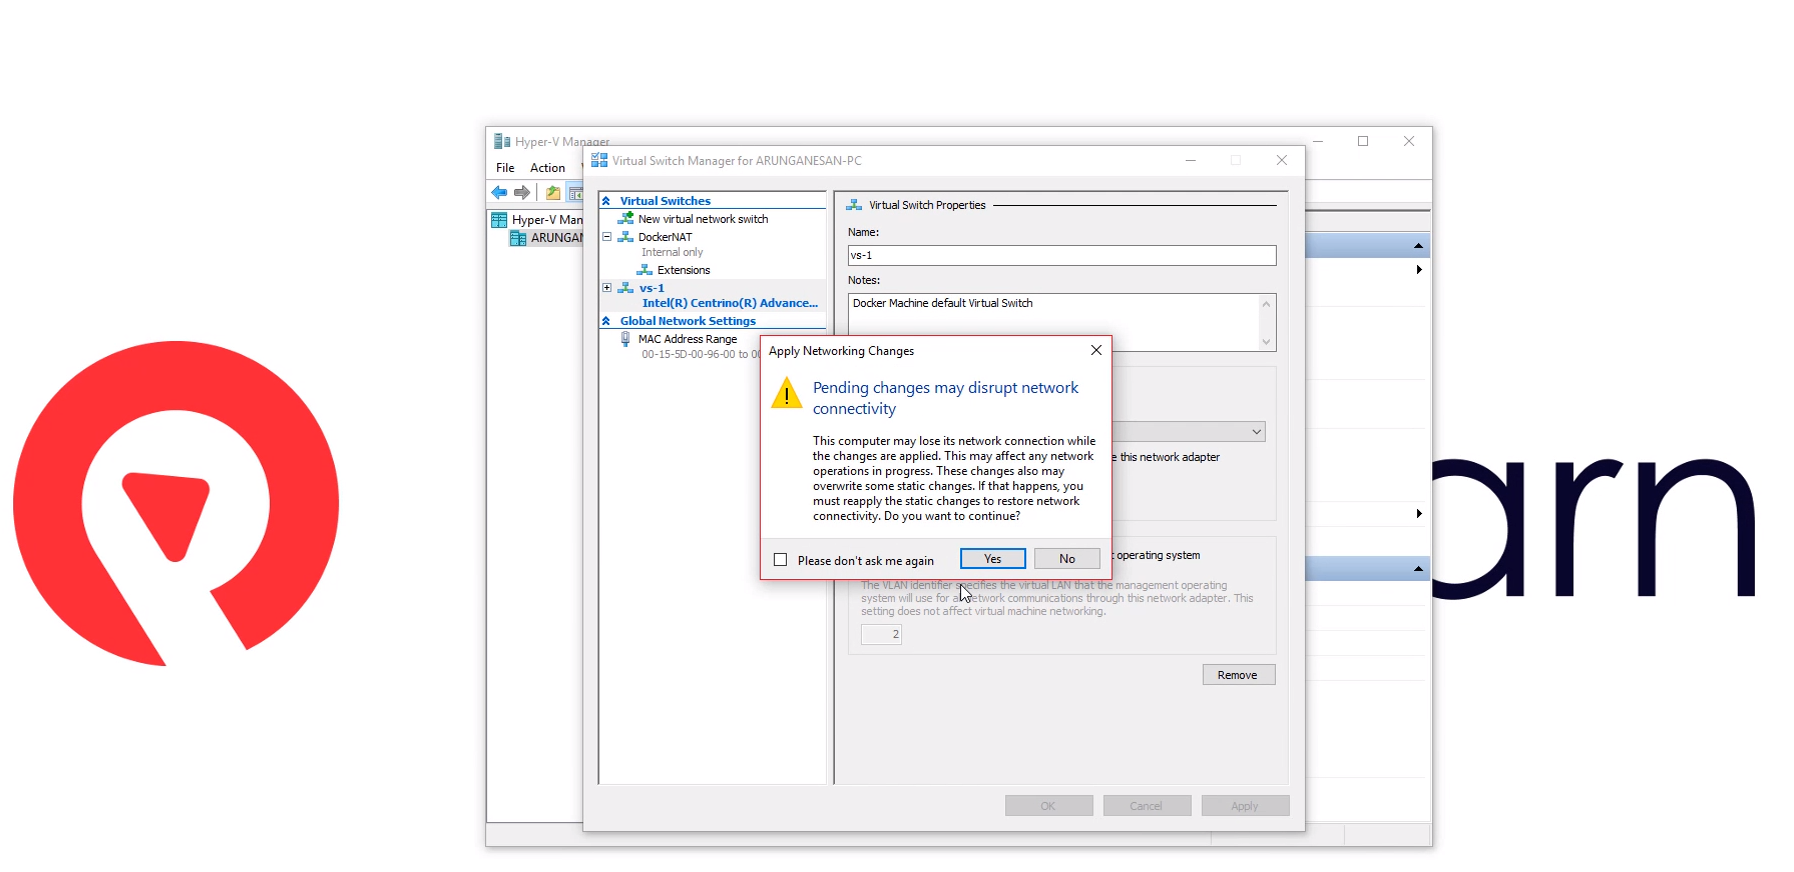 Hyper-V Manager
File Action
Virtual Switch Manager for ARUNGANESAN-PC
Hyper-V Man
ARUNGAN
Virtual Switches
New virtual network switch
DockerNAT
Internal only
Extensions
vs-1
Intel(R) Centrino(R) Advance...
Global Network Settings
MAC Address Range
00-15-5D-00-96-00 to 00
Virtual Switch Properties
Name:
vs-1
Notes:
Docker Machine default Virtual Switch
Apply Networking Changes
Pending changes may disrupt network
connectivity
This computer may lose its network connection while
the changes are applied. This may affect any network
operations in progress. These changes also may
overwrite some static changes. If that happens, you
must reapply the static changes to restore network
connectivity. Do you want to continue?
Please don't ask me again
Yes
No
this network adapter
operating system
The VLAN identifier specifies the virtual LAN that the management operating
system will use for network communications through this network adapter. This
setting does not affect virtual machine networking.
2
Remove
OK
Cancel
Apply
arn